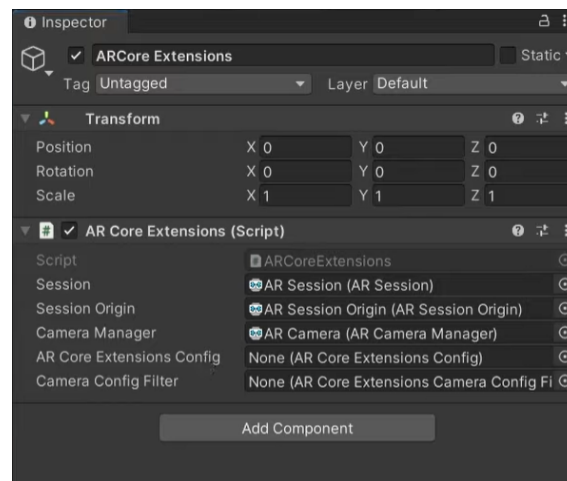 Inspector
ARCore Extensions Static
Tag Untagged Layer Default
Transform
Position X 0 Y 0 Z 0
Rotation X 0 Y 0 Z 0
Scale X 1 Y 1 Z 1
# AR Core Extensions (Script)
Script ARCoreExtensions
Session AR Session (AR Session)
Session Origin AR Session Origin (AR Session Origin)
Camera Manager AR Camera (AR Camera Manager)
AR Core Extensions Config None (AR Core Extensions Config)
Camera Config Filter None (AR Core Extensions Camera Config Fi
Add Component